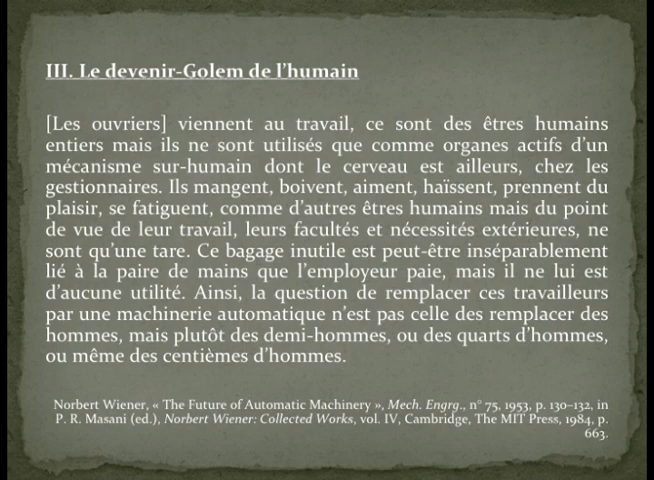 III. Le devenir-Golem de l'humain
[Les ouvriers] viennent au travail, ce sont des êtres humains
entiers mais ils ne sont utilisés que comme organes actifs d'un
mécanisme sur-humain dont le cerveau est ailleurs, chez les
gestionnaires. Ils mangent, boivent, aiment, haïssent, prennent du
plaisir, se fatiguent, comme d'autres êtres humains mais du point
de vue de leur travail, leurs facultés et nécessités extérieures, ne
sont qu'une tare. Ce bagage inutile est peut-être inséparablement
lié à la paire de mains que l'employeur paie, mais il ne lui est
d'aucune utilité. Ainsi, la question de remplacer ces travailleurs
par une machinerie automatique n'est pas celle des remplacer des
hommes, mais plutôt des demi-hommes, ou des quarts d'hommes,
ou même des centièmes d'hommes.
Norbert Wiener, « The Future of Automatic Machinery », Mech. Engrg., n° 75, 1953, p. 130–132, in
P. R. Masani (ed.), Norbert Wiener: Collected Works, vol. IV, Cambridge, The MIT Press, 1984, p.
663.